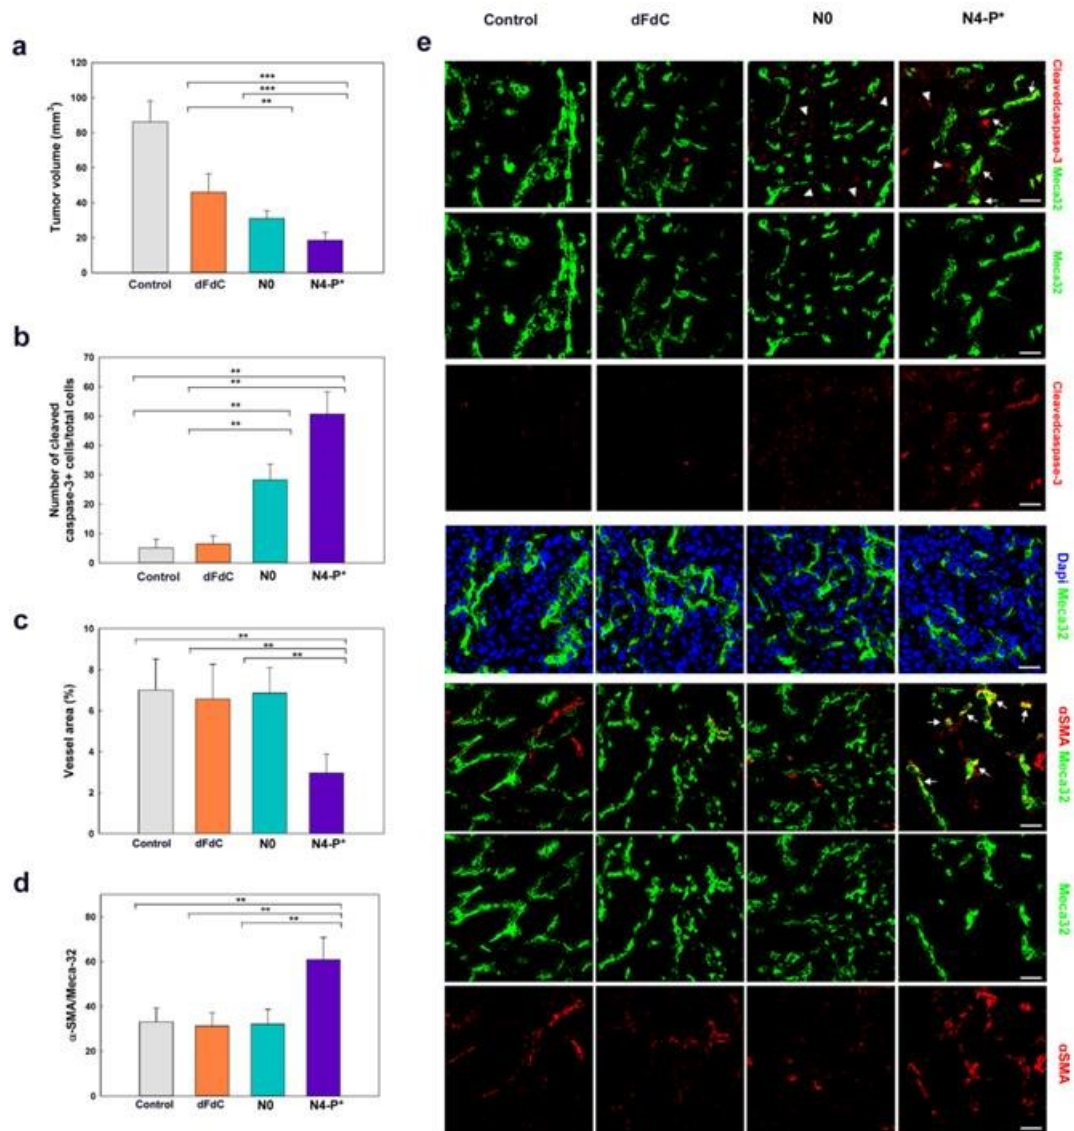 Control dFdC N0 N4-P*
a
120
100
80
60
40
20
0
Tumor volume (mm³)
***
***
**
Control dFdC N0 N4-P*
b
70
60
50
40
30
20
10
0
Number of cleaved
caspase-3+ cells/total cells
**
**
**
**
Control dFdC N0 N4-P*
c
10
8
6
4
2
0
Vessel area (%)
**
**
**
Control dFdC N0 N4-P*
d
80
60
40
20
0
α-SMA/Meca-32
**
**
**
Control dFdC N0 N4-P*
e
Cleavedcaspase-3 Meca32
Meca32
Cleavedcaspase-3
Dapi Meca32
αSMA Meca32
Meca32
αSMA